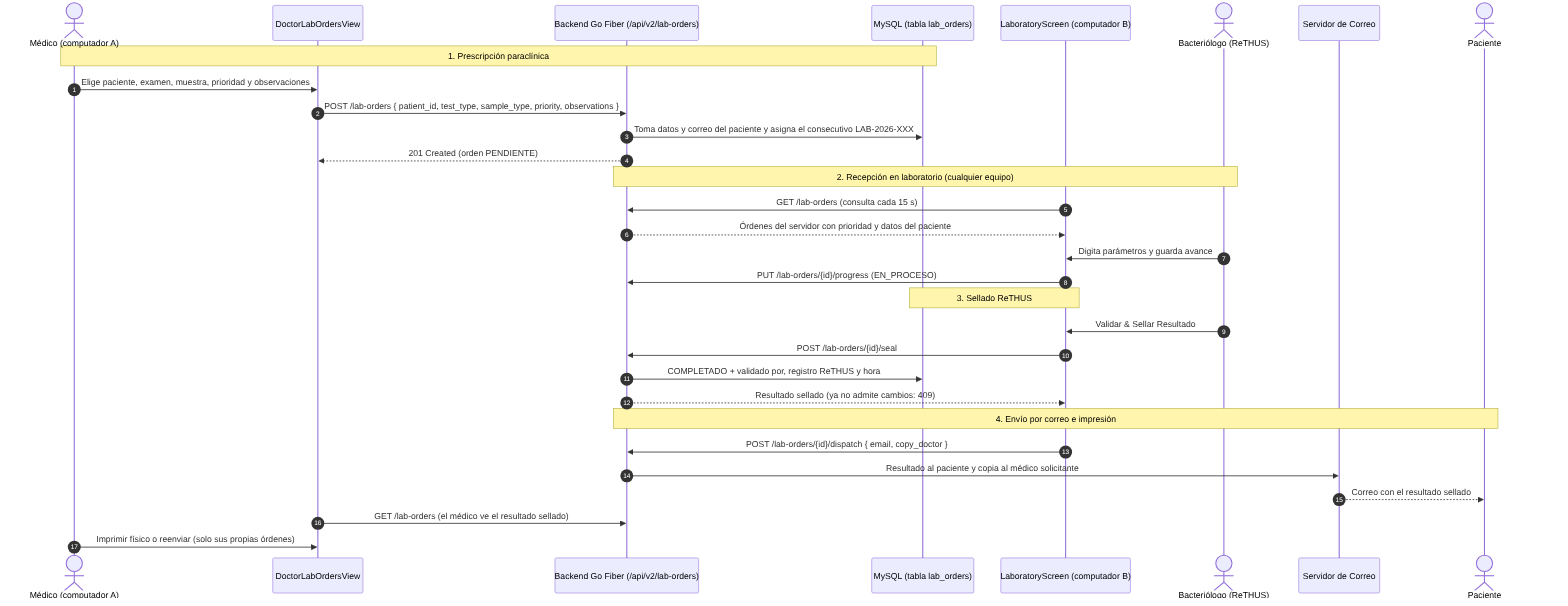 Médico (computador A)
DoctorLabOrdersView
Backend Go Fiber (/api/v2/lab-orders)
MySQL (tabla lab_orders)
LaboratoryScreen (computador B)
Bacteriólogo (ReTHUS)
Servidor de Correo
Paciente
1. Prescripción paraclínica
1 Elige paciente, examen, muestra, prioridad y observaciones
2 POST /lab-orders { patient_id, test_type, sample_type, priority, observations }
3 Toma datos y correo del paciente y asigna el consecutivo LAB-2026-XXX
201 Created (orden PENDIENTE) 4
2. Recepción en laboratorio (cualquier equipo)
GET /lab-orders (consulta cada 15 s) 5
6 Órdenes del servidor con prioridad y datos del paciente
Digita parámetros y guarda avance 7
PUT /lab-orders/{id}/progress (EN_PROCESO) 8
3. Sellado ReTHUS
Validar & Sellar Resultado 9
POST /lab-orders/{id}/seal 10
11 COMPLETADO + validado por, registro ReTHUS y hora
12 Resultado sellado (ya no admite cambios: 409)
4. Envío por correo e impresión
POST /lab-orders/{id}/dispatch { email, copy_doctor } 13
14 Resultado al paciente y copia al médico solicitante
15 Correo con el resultado sellado
16 GET /lab-orders (el médico ve el resultado sellado)
17 Imprimir físico o reenviar (solo sus propias órdenes)
Médico (computador A)
DoctorLabOrdersView
Backend Go Fiber (/api/v2/lab-orders)
MySQL (tabla lab_orders)
LaboratoryScreen (computador B)
Bacteriólogo (ReTHUS)
Servidor de Correo
Paciente